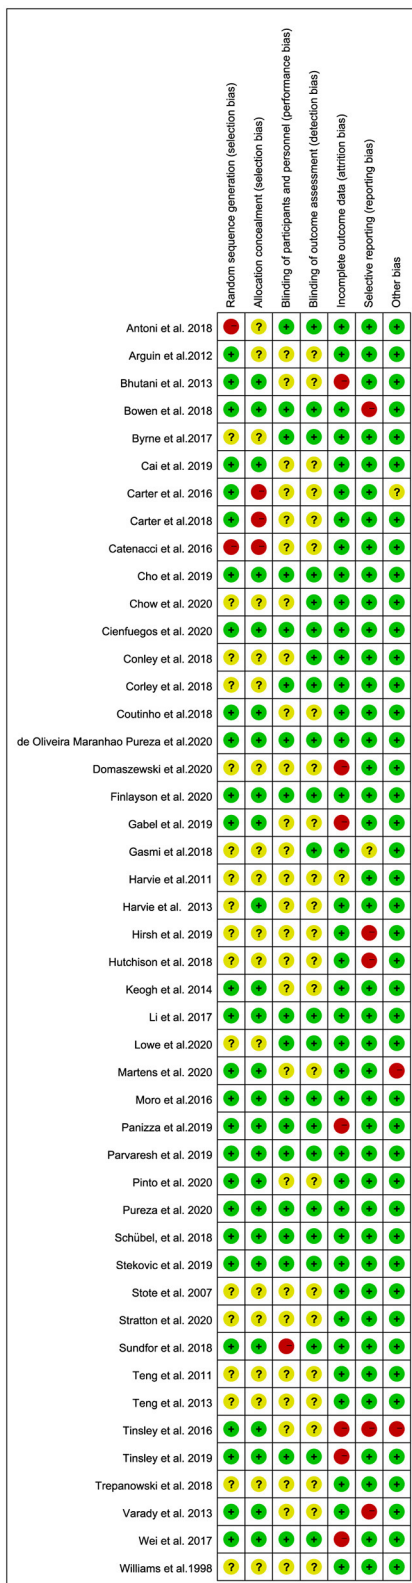 Random sequence generation (selection bias)
Allocation concealment (selection bias)
Blinding of participants and personnel (performance bias)
Blinding of outcome assessment (detection bias)
Incomplete outcome data (attrition bias)
Selective reporting (reporting bias)
Other bias
Antoni et al. 2018 - ? + + + + +
Arguin et al.2012 + ? ? ? + + +
Bhutani et al. 2013 + + ? ? - + +
Bowen et al. 2018 + + + + + - +
Byrne et al.2017 ? ? + + + + +
Cai et al. 2019 + + ? ? + + +
Carter et al. 2016 + - ? ? + + ?
Carter et al.2018 + - ? ? + + +
Catenacci et al. 2016 - - ? ? + + +
Cho et al. 2019 + + + + + + +
Chow et al. 2020 ? ? ? + + + +
Cienfuegos et al. 2020 + + + + + + +
Conley et al. 2018 ? ? ? + + + +
Corley et al. 2018 ? ? + + + + +
Coutinho et al.2018 + + ? ? + + +
de Oliveira Maranhao Pureza et al.2020 + + + + + + +
Domaszewski et al.2020 ? ? ? ? - + +
Finlayson et al. 2020 + + + + + + +
Gabel et al. 2019 + + ? ? - + +
Gasmi et al.2018 ? ? ? + + ? +
Harvie et al.2011 ? ? ? ? ? + +
Harvie et al. 2013 ? + ? ? + + +
Hirsh et al. 2019 ? ? ? ? + - +
Hutchison et al. 2018 ? ? ? ? + - +
Keogh et al. 2014 + + ? ? + + +
Li et al. 2017 + + + + + + +
Lowe et al.2020 ? ? + + + + +
Martens et al. 2020 + + ? ? + + -
Moro et al.2016 + + + + + + +
Panizza et al.2019 + + + + - + +
Parvaresh et al. 2019 + + + + + + +
Pinto et al. 2020 + + ? ? + + +
Pureza et al. 2020 + + + + + + +
Schübel, et al. 2018 + + + + + + +
Stekovic et al. 2019 + + + + + + +
Stote et al. 2007 ? ? ? ? + + +
Stratton et al. 2020 ? ? ? ? + + +
Sundfor et al. 2018 + + - + + + +
Teng et al. 2011 ? ? ? ? + + +
Teng et al. 2013 ? ? ? ? + + +
Tinsley et al. 2016 + + ? ? - - -
Tinsley et al. 2019 + + + + - + +
Trepanowski et al. 2018 ? ? ? ? + + +
Varady et al. 2013 + + ? ? + - +
Wei et al. 2017 + + + + - + +
Williams et al.1998 ? ? ? ? + + +